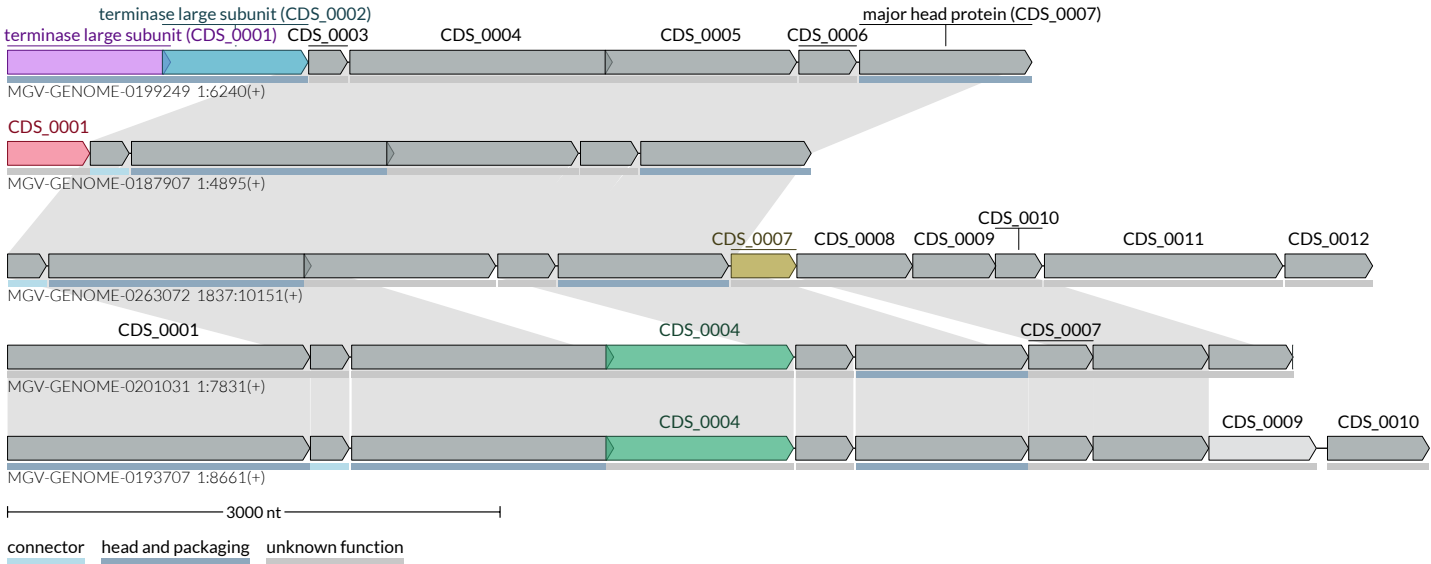 terminase large subunit (CDS_0002)
terminase large subunit (CDS_0001) CDS_0003 CDS_0004 CDS_0005 CDS_0006 major head protein (CDS_0007)
MGV-GENOME-0199249 1:6240(+)
CDS_0001
MGV-GENOME-0187907 1:4895(+)
CDS_0010
CDS_0007 CDS_0008 CDS_0009 CDS_0011 CDS_0012
MGV-GENOME-0263072 1837:10151(+)
CDS_0001 CDS_0004 CDS_0007
MGV-GENOME-0201031 1:7831(+)
CDS_0004 CDS_0009 CDS_0010
MGV-GENOME-0193707 1:8661(+)
3000 nt
connector head and packaging unknown function